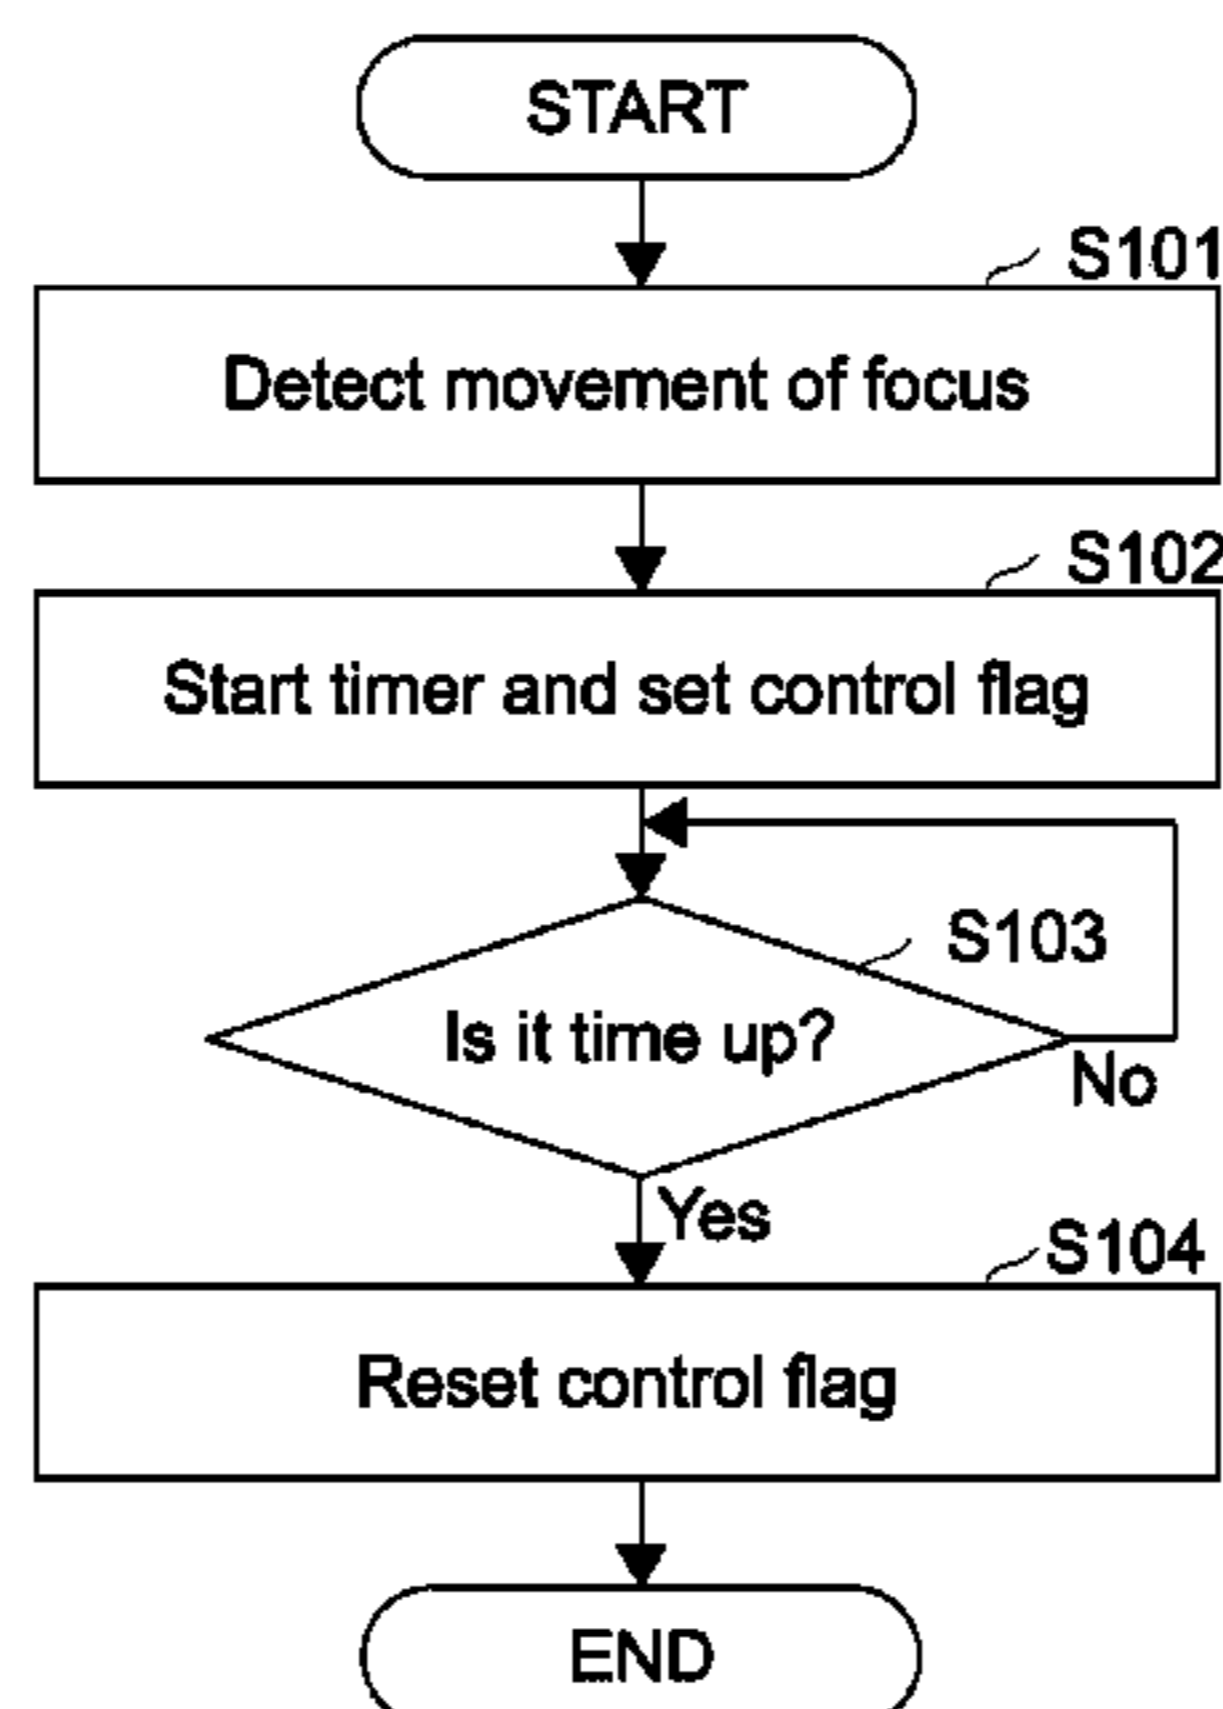 START
S101
Detect movement of focus
S102
Start timer and set control flag
S103
Is it time up?
No
Yes
S104
Reset control flag
END